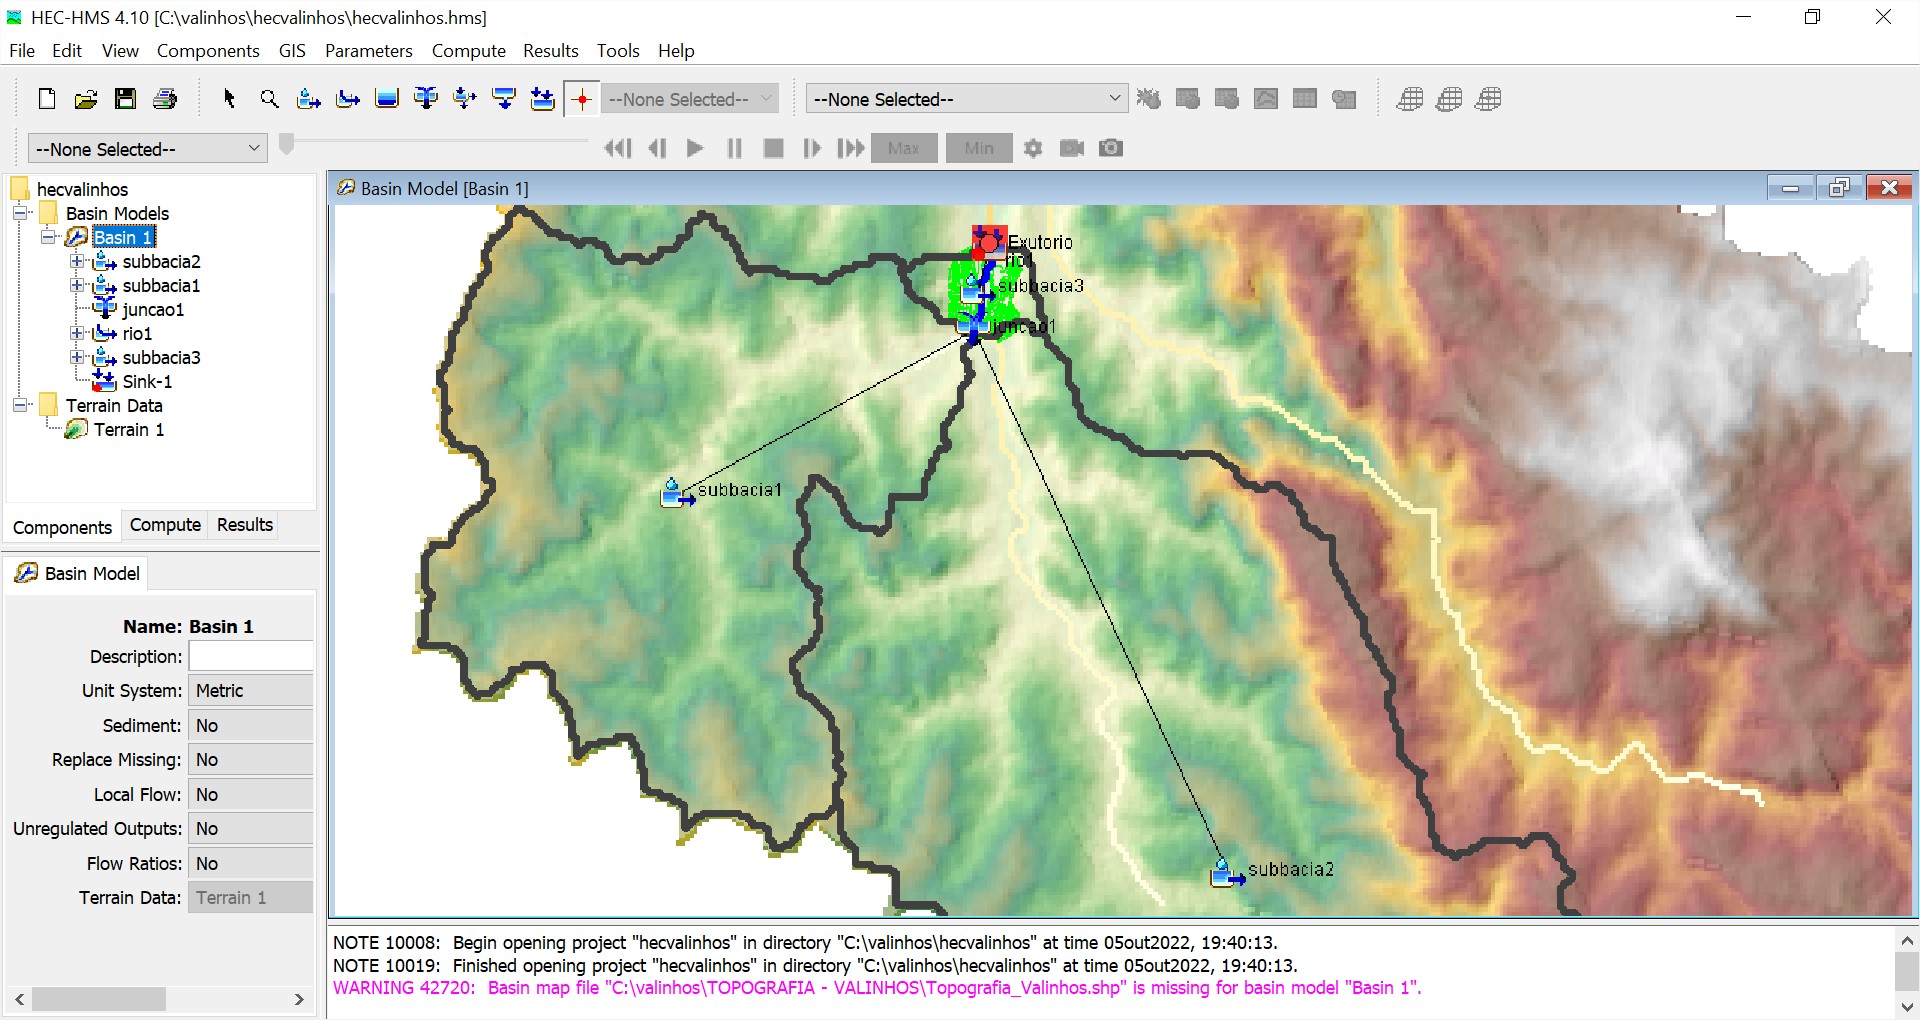 HEC-HMS 4.10 [C:\valinhos\hecvalinhos\hecvalinhos.hms]
File Edit View Components GIS Parameters Compute Results Tools Help
--None Selected-- --None Selected--
--None Selected-- Max Min
hecvalinhos
Basin Models
Basin 1
subbacia2
subbacia1
juncao1
rio1
subbacia3
Sink-1
Terrain Data
Terrain 1
Components Compute Results
Basin Model
Name: Basin 1
Description:
Unit System: Metric
Sediment: No
Replace Missing: No
Local Flow: No
Unregulated Outputs: No
Flow Ratios: No
Terrain Data: Terrain 1
Basin Model [Basin 1]
Exutorio
rio1
subbacia3
juncao1
subbacia1
subbacia2
NOTE 10008: Begin opening project "hecvalinhos" in directory "C:\valinhos\hecvalinhos" at time 05out2022, 19:40:13.
NOTE 10019: Finished opening project "hecvalinhos" in directory "C:\valinhos\hecvalinhos" at time 05out2022, 19:40:13.
WARNING 42720: Basin map file "C:\valinhos\TOPOGRAFIA - VALINHOS\Topografia_Valinhos.shp" is missing for basin model "Basin 1".